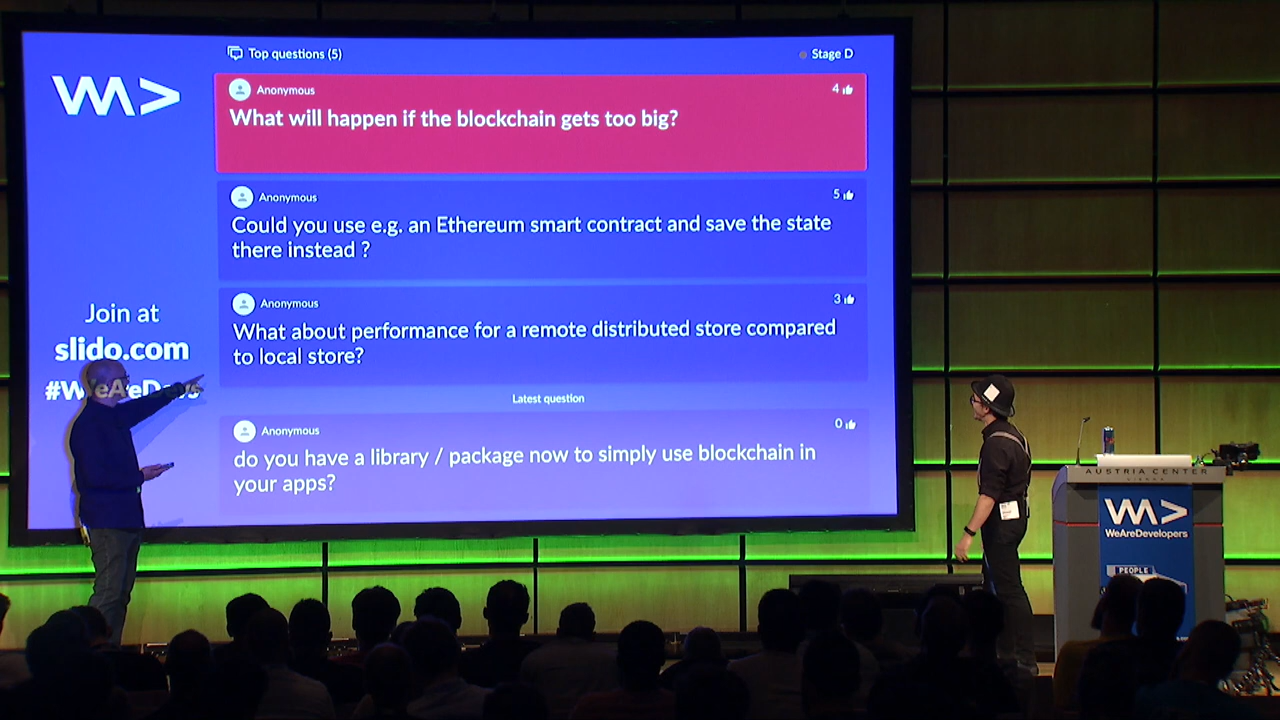 Top questions (5)
Stage D
WA>
Anonymous
4
What will happen if the blockchain gets too big?
Anonymous
5
Could you use e.g. an Ethereum smart contract and save the state
there instead ?
Anonymous
3
What about performance for a remote distributed store compared
to local store?
Join at
slido.com
#WeAreDevs
Latest question
Anonymous
0
do you have a library / package now to simply use blockchain in
your apps?
AUSTRIA CENTER
WA>
WeAreDevelopers
PEOPLE